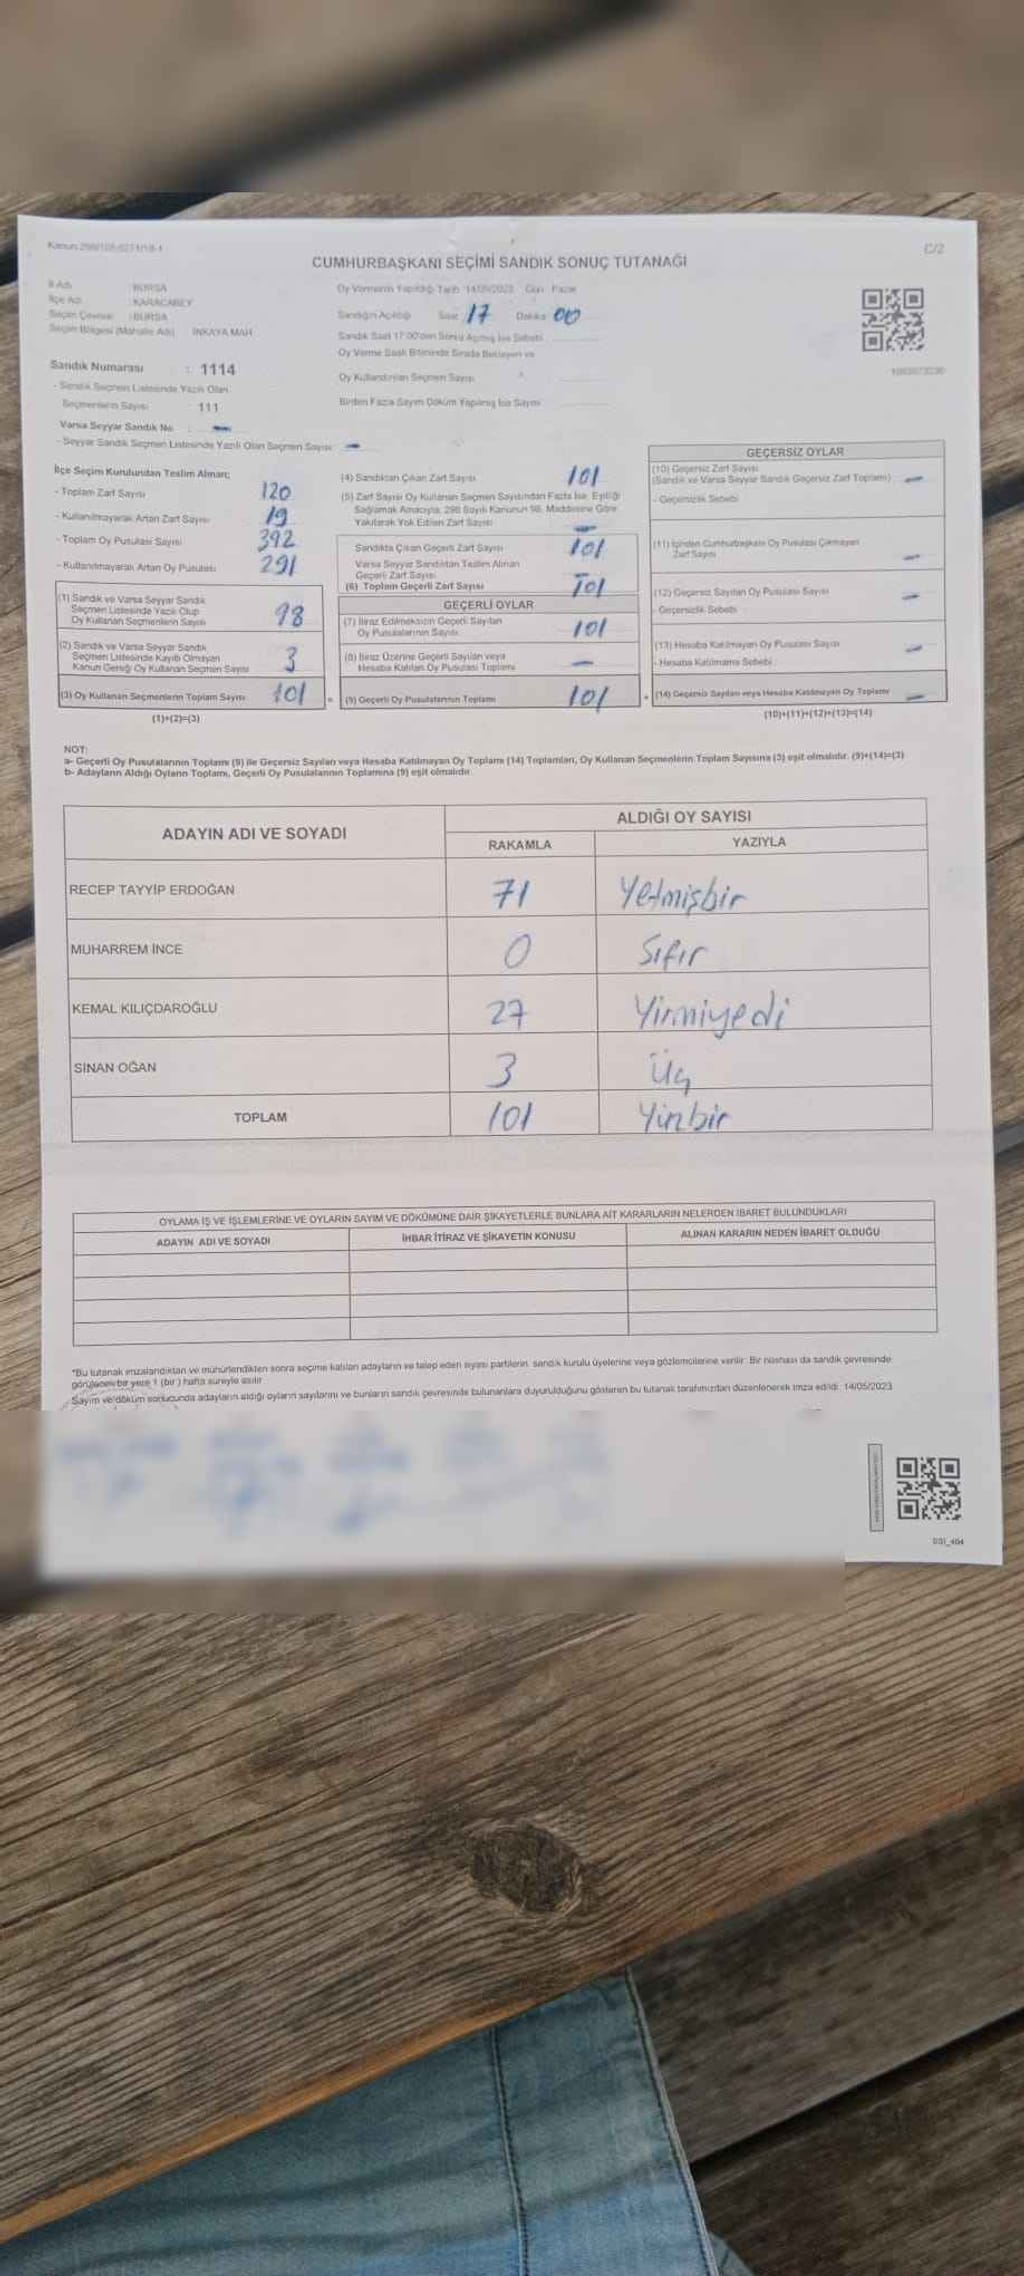 C/2
CUMHURBAŞKANI SEÇİMİ SANDIK SONUÇ TUTANAĞI
İl Adı : BURSA
İlçe Adı : KARACABEY
Seçim Çevresi : BURSA
Seçim Bölgesi (Mahalle Adı) İNKAYA MAH
Oy Vermenin Yapıldığı Tarih 14/05/2023 Gün Pazar
Sandığın Açıldığı Saat 17 Dakika 00
Sandık Saat 17:00'den Sonra Açılmış İse Sebebi
Oy Verme Saati Bitiminde Sırada Bekleyen ve
Oy Kullandırılan Seçmen Sayısı
Birden Fazla Sayım Döküm Yapılmış İse Sayısı
Sandık Numarası : 1114
- Sandık Seçmen Listesinde Yazılı Olan
Seçmenlerin Sayısı : 111
Varsa Seyyar Sandık No : -
- Seyyar Sandık Seçmen Listesinde Yazılı Olan Seçmen Sayısı -
İlçe Seçim Kurulundan Teslim Alınan;
- Toplam Zarf Sayısı 120
- Kullanılmayarak Artan Zarf Sayısı 19
- Toplam Oy Pusulası Sayısı 392
- Kullanılmayarak Artan Oy Pusulası 291
(1) Sandık ve Varsa Seyyar Sandık
Seçmen Listesinde Yazılı Olup
Oy Kullanan Seçmenlerin Sayısı 98
(2) Sandık ve Varsa Seyyar Sandık
Seçmen Listesinde Kayıtlı Olmayan
Kanun Gereği Oy Kullanan Seçmen Sayısı 3
(3) Oy Kullanan Seçmenlerin Toplam Sayısı 101
(1)+(2)=(3)
(4) Sandıktan Çıkan Zarf Sayısı 101
(5) Zarf Sayısı Oy Kullanan Seçmen Sayısından Fazla İse, Eşitliği
Sağlamak Amacıyla, 298 Sayılı Kanunun 98. Maddesine Göre
Yakılarak Yok Edilen Zarf Sayısı -
Sandıkta Çıkan Geçerli Zarf Sayısı 101
Varsa Seyyar Sandıktan Teslim Alınan
Geçerli Zarf Sayısı -
(6) Toplam Geçerli Zarf Sayısı 101
GEÇERLİ OYLAR
(7) İtiraz Edilmeksizin Geçerli Sayılan
Oy Pusulalarının Sayısı 101
(8) İtiraz Üzerine Geçerli Sayılan veya
Hesaba Katılan Oy Pusulası Toplamı -
(9) Geçerli Oy Pusulalarının Toplamı 101
GEÇERSİZ OYLAR
(10) Geçersiz Zarf Sayısı
(Sandık ve Varsa Seyyar Sandık Geçersiz Zarf Toplamı) -
- Geçersizlik Sebebi
(11) İçinden Cumhurbaşkanı Oy Pusulası Çıkmayan
Zarf Sayısı -
(12) Geçersiz Sayılan Oy Pusulası Sayısı -
- Geçersizlik Sebebi
(13) Hesaba Katılmayan Oy Pusulası Sayısı -
- Hesaba Katılmama Sebebi
(14) Geçersiz Sayılan veya Hesaba Katılmayan Oy Toplamı -
(10)+(11)+(12)+(13)=(14)
NOT:
a- Geçerli Oy Pusulalarının Toplamı (9) ile Geçersiz Sayılan veya Hesaba Katılmayan Oy Toplamı (14) Toplamları, Oy Kullanan Seçmenlerin Toplam Sayısına (3) eşit olmalıdır. (9)+(14)=(3)
b- Adayların Aldığı Oyların Toplamı, Geçerli Oy Pusulalarının Toplamına (9) eşit olmalıdır.
ADAYIN ADI VE SOYADI ALDIĞI OY SAYISI
RAKAMLA YAZIYLA
RECEP TAYYİP ERDOĞAN 71 Yetmişbir
MUHARREM İNCE 0 Sıfır
KEMAL KILIÇDAROĞLU 27 Yirmiyedi
SİNAN OĞAN 3 Üç
TOPLAM 101 Yüzbir
OYLAMA İŞ VE İŞLEMLERİNE VE OYLARIN SAYIM VE DÖKÜMÜNE DAİR ŞİKAYETLERLE BUNLARA AİT KARARLARIN NELERDEN İBARET BULUNDUKLARI
ADAYIN ADI VE SOYADI İHBAR İTİRAZ VE ŞİKAYETİN KONUSU ALINAN KARARIN NEDEN İBARET OLDUĞU
*Bu tutanak imzalandıktan ve mühürlendikten sonra seçime katılan adayların ve talep eden siyasi partilerin sandık kurulu üyelerine veya gözlemcilerine verilir. Bir nüshası da sandık çevresinde
görülecek bir yere 1 (bir) hafta süreyle asılır.
Sayım ve döküm sonucunda adayların aldığı oyların sayılarını ve bunların sandık çevresinde bulunanlara duyurulduğunu gösteren bu tutanak tarafımızdan düzenlenerek imza edildi. 14/05/2023